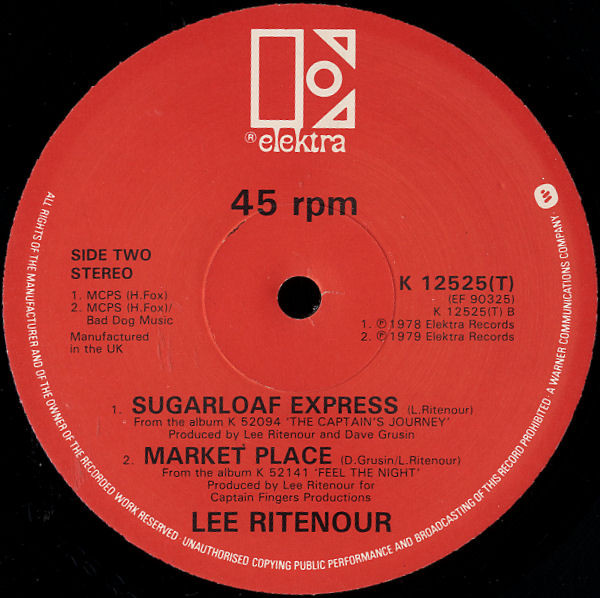 ® elektra
45 rpm
SIDE TWO
STEREO
1. MCPS (H.Fox)
2. MCPS (H.Fox)/
Bad Dog Music
Manufactured
in the UK
K 12525(T)
(EF 90325)
K 12525(T) B
1. ℗ 1978 Elektra Records
2. ℗ 1979 Elektra Records
1. SUGARLOAF EXPRESS (L.Ritenour)
From the album K 52094 'THE CAPTAIN'S JOURNEY'
Produced by Lee Ritenour and Dave Grusin
2. MARKET PLACE (D.Grusin/L.Ritenour)
From the album K 52141 'FEEL THE NIGHT'
Produced by Lee Ritenour for
Captain Fingers Productions
LEE RITENOUR
ALL RIGHTS OF THE MANUFACTURER AND OF THE OWNER OF THE RECORDED WORK RESERVED · UNAUTHORISED COPYING PUBLIC PERFORMANCE AND BROADCASTING OF THIS RECORD PROHIBITED · A WARNER COMMUNICATIONS COMPANY